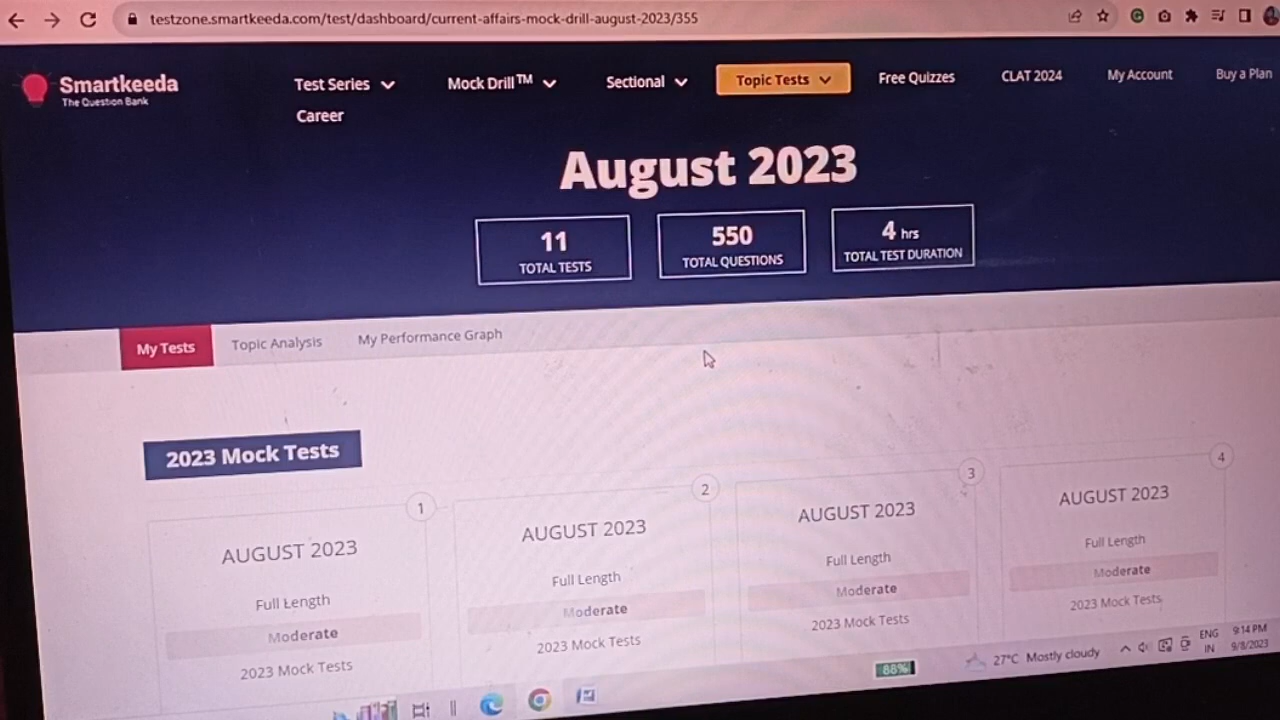 testzone.smartkeeda.com/test/dashboard/current-affairs-mock-drill-august-2023/355
Smartkeeda
The Question Bank
Test Series
Mock Drill™
Sectional
Topic Tests
Free Quizzes
CLAT 2024
My Account
Buy a Plan
Career
August 2023
11
TOTAL TESTS
550
TOTAL QUESTIONS
4 hrs
TOTAL TEST DURATION
My Tests
Topic Analysis
My Performance Graph
2023 Mock Tests
1
AUGUST 2023
Full Length
Moderate
2023 Mock Tests
2
AUGUST 2023
Full Length
Moderate
2023 Mock Tests
3
AUGUST 2023
Full Length
Moderate
2023 Mock Tests
4
AUGUST 2023
Full Length
Moderate
2023 Mock Tests
88%
27°C Mostly cloudy
ENG
IN
9:14 PM
9/8/2023